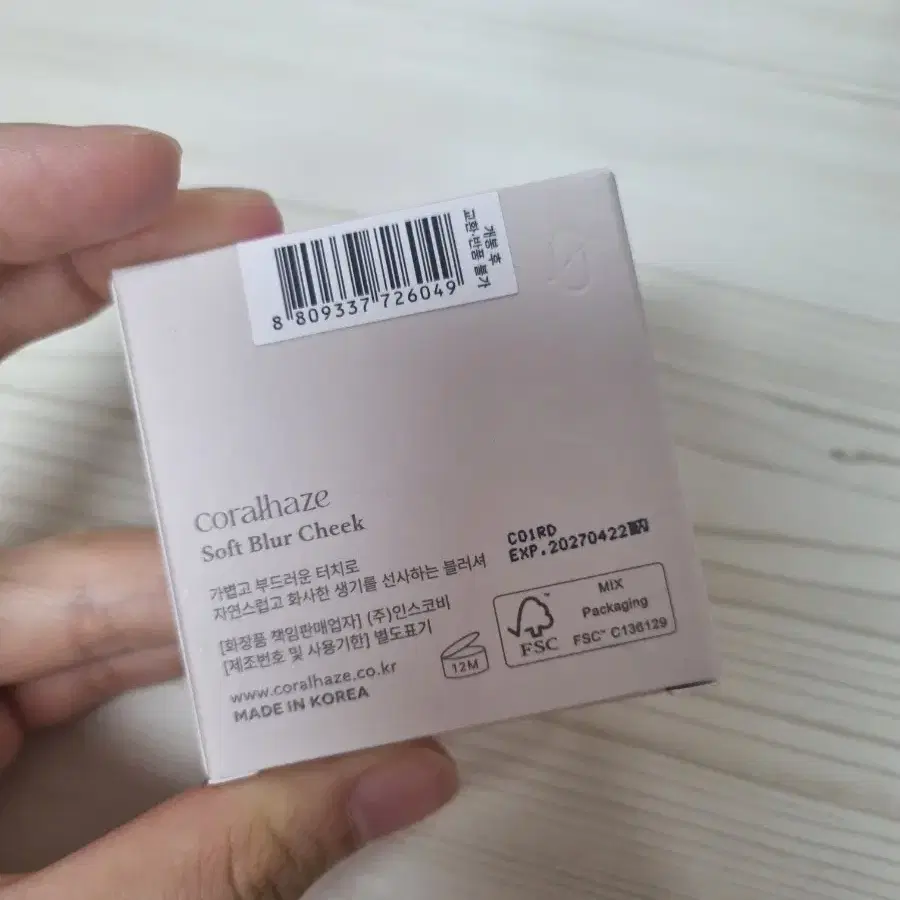 8 809337 726049
개봉 후
교환·반품 불가
coralhaze
Soft Blur Cheek
가볍고 부드러운 터치로
자연스럽고 화사한 생기를 선사하는 블러셔
[화장품 책임판매업자] (주)인스코비
[제조번호 및 사용기한] 별도표기
www.coralhaze.co.kr
MADE IN KOREA
12M
C01RD
EXP.20270422까지
FSC
MIX
Packaging
FSC™ C136129